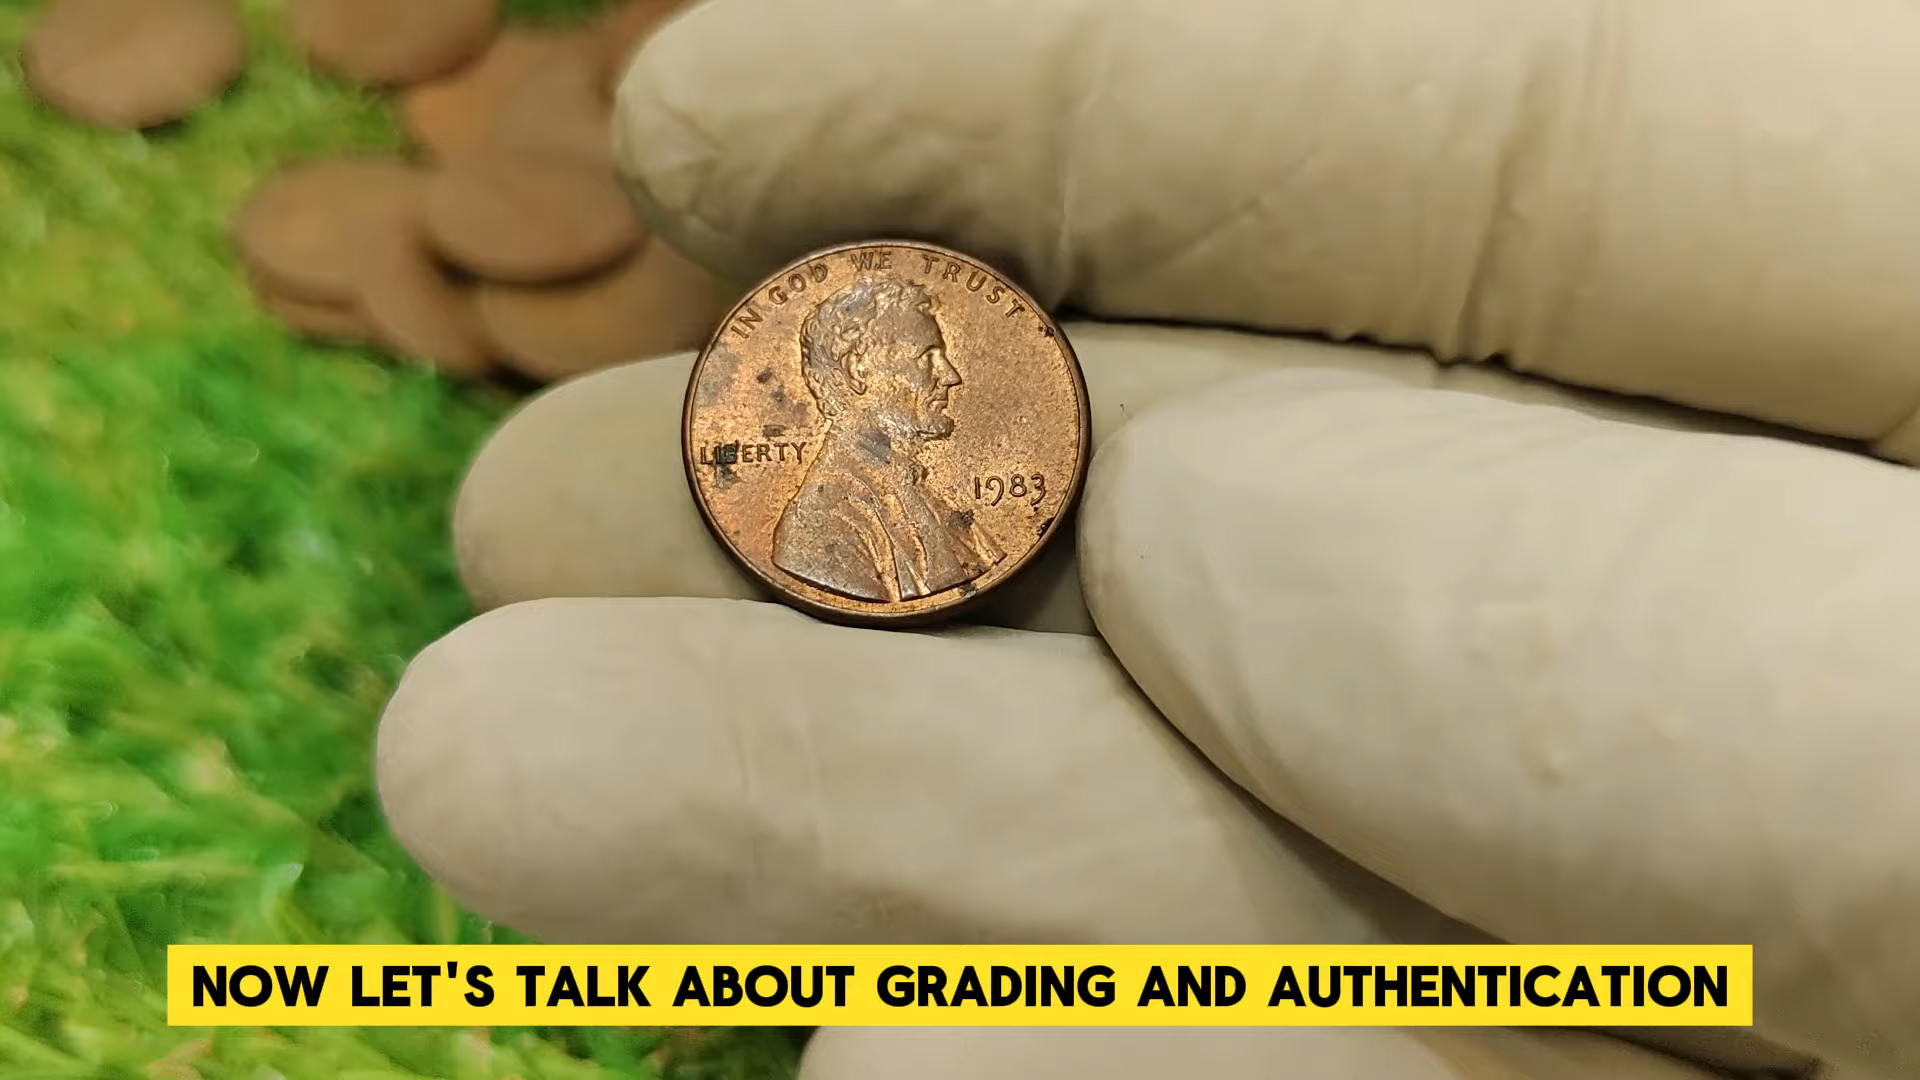 IN GOD WE TRUST
LIBERTY
1983
NOW LET'S TALK ABOUT GRADING AND AUTHENTICATION